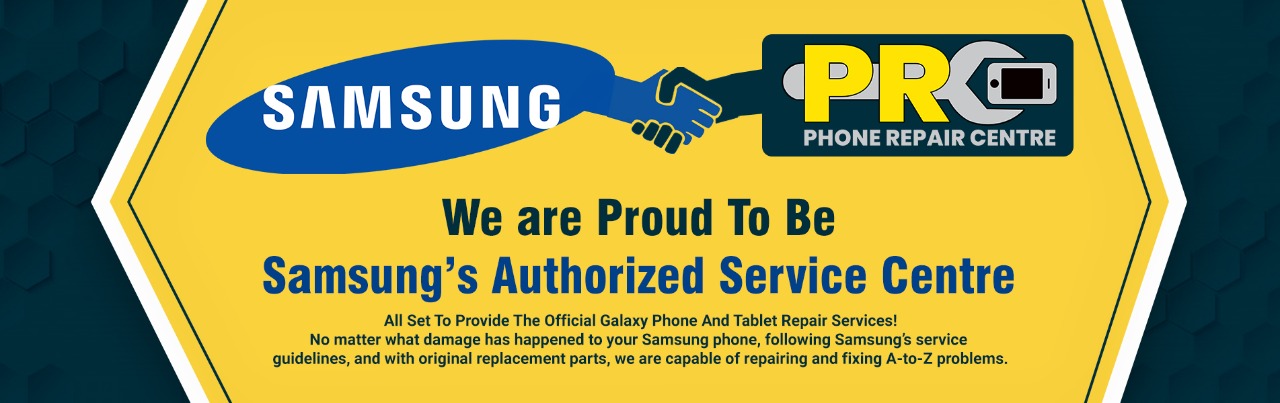 SAMSUNG
PRC
PHONE REPAIR CENTRE
We are Proud To Be
Samsung's Authorized Service Centre
All Set To Provide The Official Galaxy Phone And Tablet Repair Services!
No matter what damage has happened to your Samsung phone, following Samsung's service
guidelines, and with original replacement parts, we are capable of repairing and fixing A-to-Z problems.